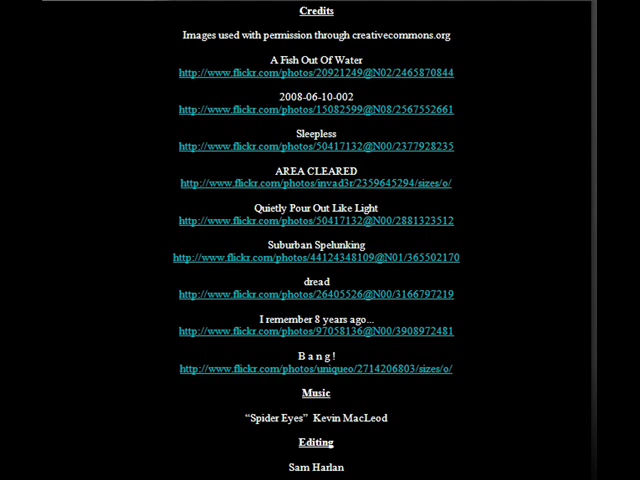 Credits
Images used with permission through creativecommons.org
A Fish Out Of Water
http://www.flickr.com/photos/20921249@N02/2465870844
2008-06-10-002
http://www.flickr.com/photos/15082599@N08/2567552661
Sleepless
http://www.flickr.com/photos/50417132@N00/2377928235
AREA CLEARED
http://www.flickr.com/photos/invad3r/2359645294/sizes/o/
Quietly Pour Out Like Light
http://www.flickr.com/photos/50417132@N00/2881323512
Suburban Spelunking
http://www.flickr.com/photos/44124348109@N01/365502170
dread
http://www.flickr.com/photos/26405526@N00/3166797219
I remember 8 years ago...
http://www.flickr.com/photos/97058136@N00/3908972481
B a n g !
http://www.flickr.com/photos/uniqueo/2714206803/sizes/o/
Music
“Spider Eyes” Kevin MacLeod
Editing
Sam Harlan